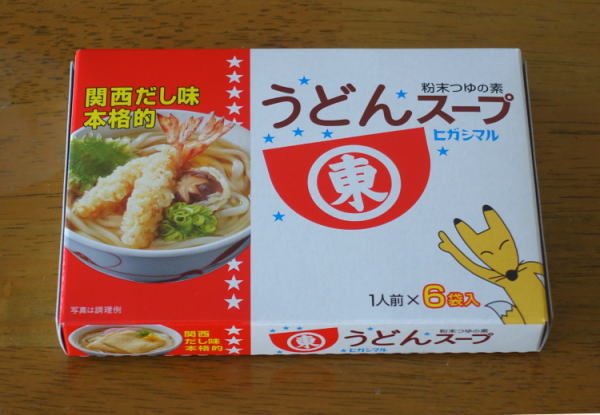 関西だし味
本格的
写真は調理例
粉末つゆの素
うどんスープ
ヒガシマル
東
1人前×6袋入
関西
だし味
本格的
東
粉末つゆの素
うどんスープ
ヒガシマル